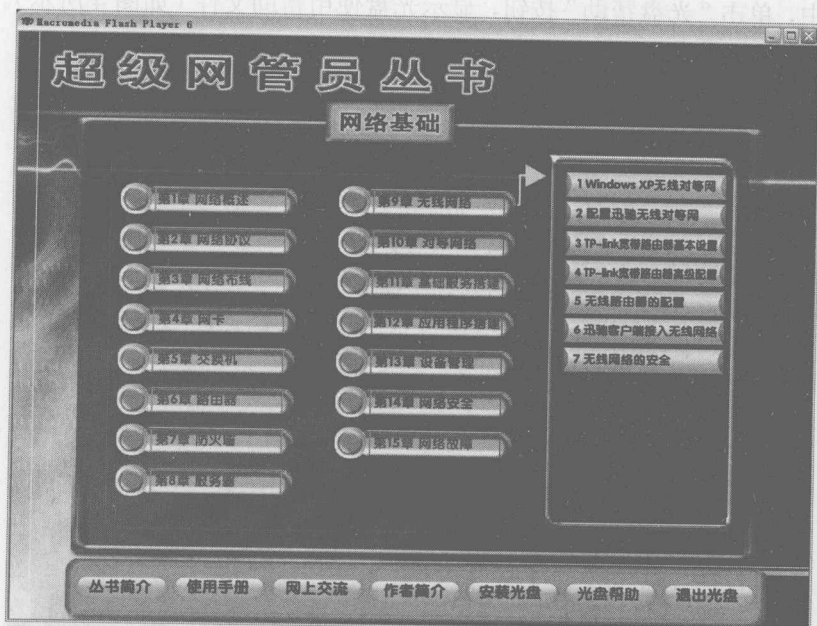 Macromedia Flash Player 6
超级网管员丛书
网络基础
第1章 网络概述
第2章 网络协议
第3章 网络布线
第4章 网卡
第5章 交换机
第6章 路由器
第7章 防火墙
第8章 服务器
第9章 无线网络
第10章 对等网络
第11章 基础服务搭建
第12章 应用程序搭建
第13章 设备管理
第14章 网络安全
第15章 网络故障
1 Windows XP无线对等网
2 配置迅驰无线对等网
3 TP-link宽带路由器基本设置
4 TP-link宽带路由器高级配置
5 无线路由器的配置
6 迅驰客户端接入无线网络
7 无线网络的安全
丛书简介 使用手册 网上交流 作者简介 安装光盘 光盘帮助 退出光盘